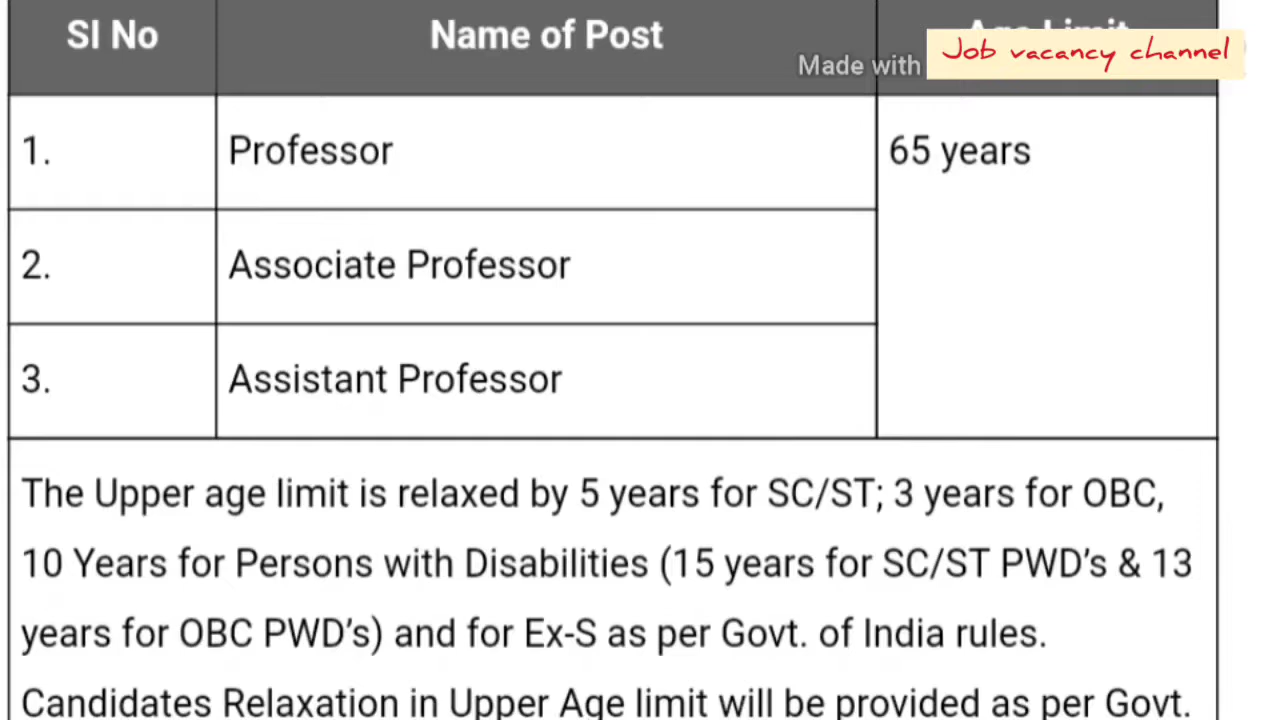 Sl No Name of Post Age Limit
Made with Job vacancy channel
1. Professor 65 years
2. Associate Professor
3. Assistant Professor
The Upper age limit is relaxed by 5 years for SC/ST; 3 years for OBC,
10 Years for Persons with Disabilities (15 years for SC/ST PWD's & 13
years for OBC PWD's) and for Ex-S as per Govt. of India rules.
Candidates Relaxation in Upper Age limit will be provided as per Govt.